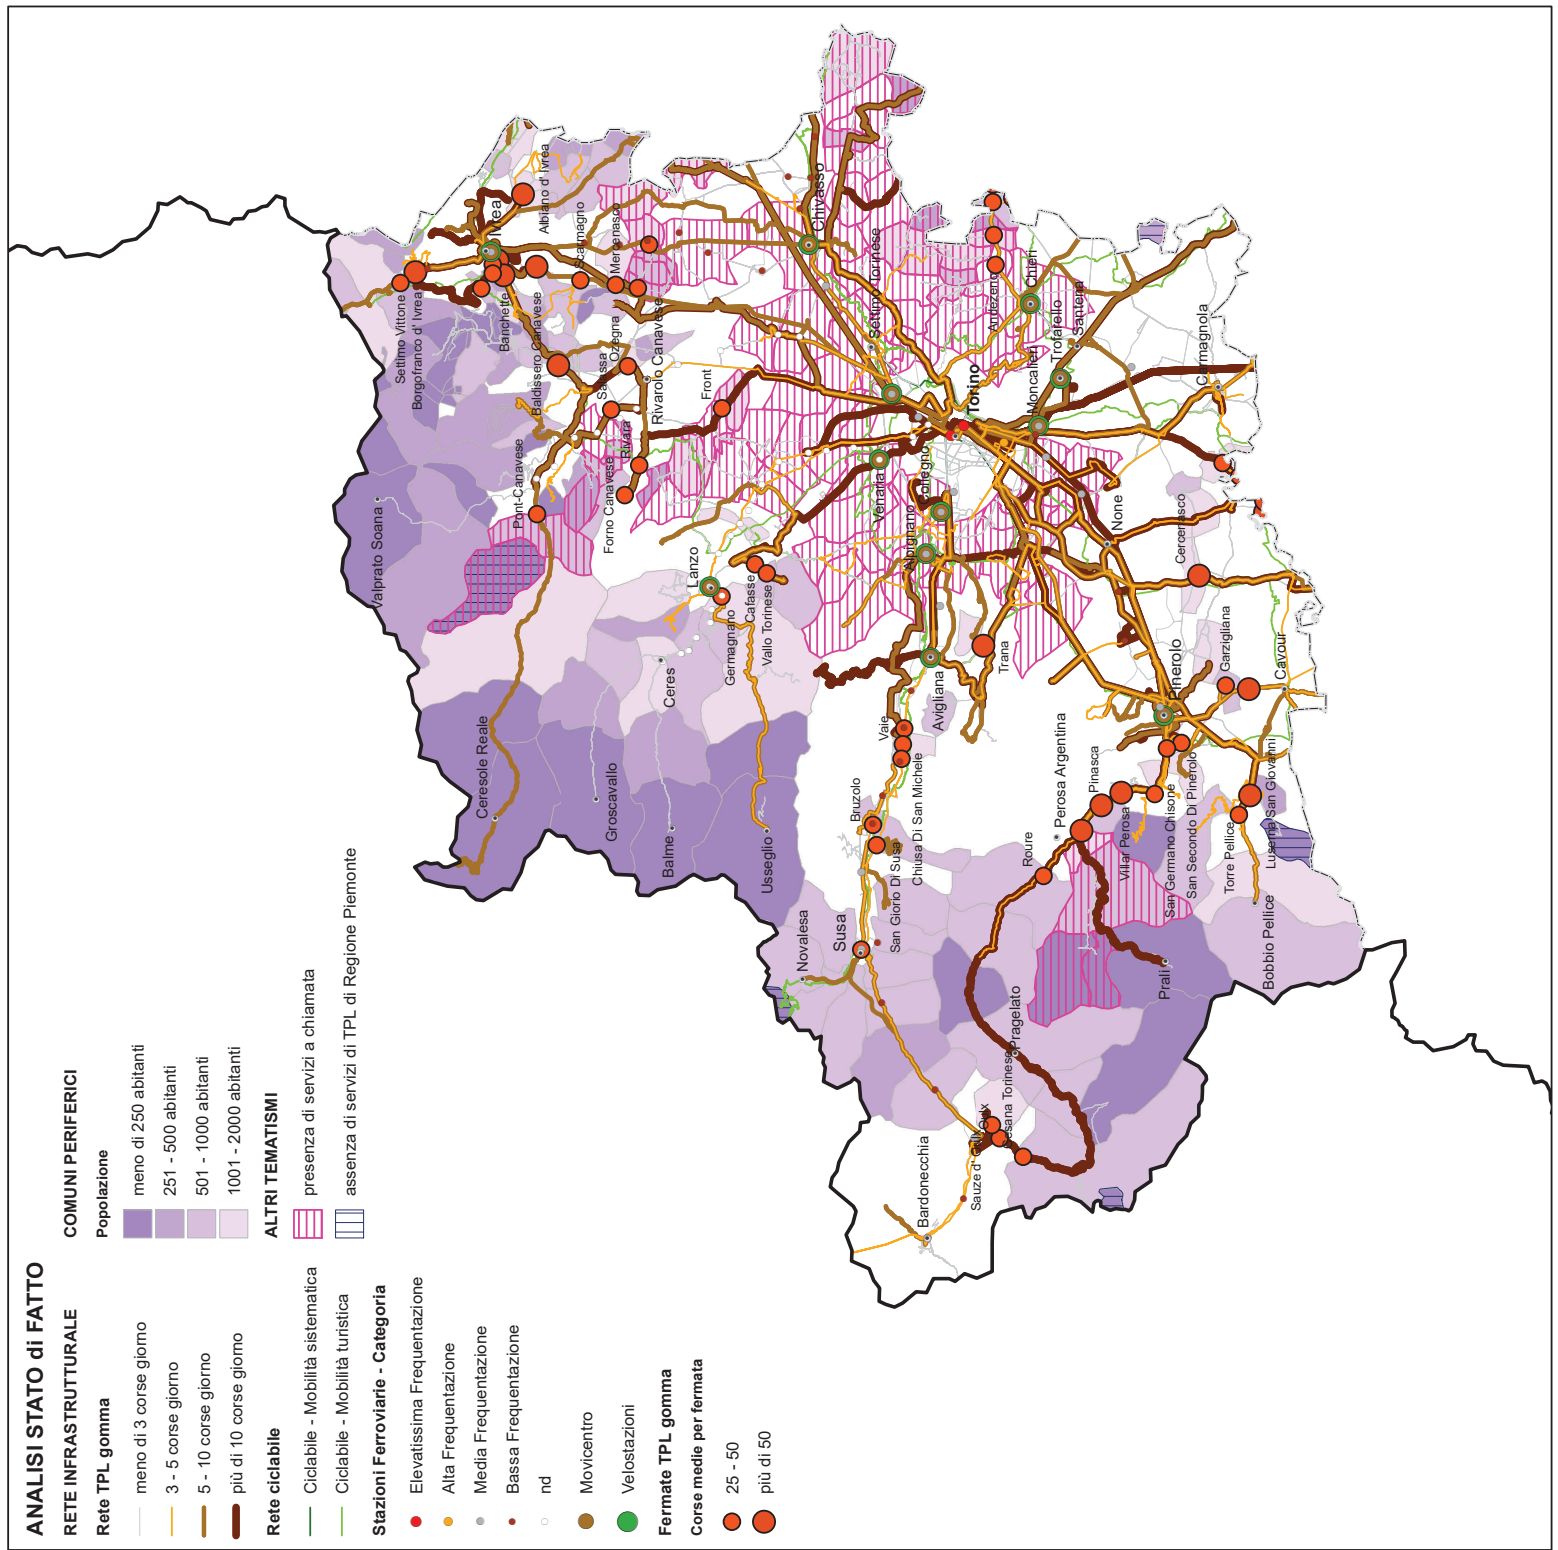 ANALISI STATO di FATTO
RETE INFRASTRUTTURALE
Rete TPL gomma
meno di 3 corse giorno
3 - 5 corse giorno
5 - 10 corse giorno
più di 10 corse giorno
Rete ciclabile
Ciclabile - Mobilità sistematica
Ciclabile - Mobilità turistica
Stazioni Ferroviarie - Categoria
Elevatissima Frequentazione
Alta Frequentazione
Media Frequentazione
Bassa Frequentazione
nd
Movicentro
Velostazioni
Fermate TPL gomma
Corse medie per fermata
25 - 50
più di 50
COMUNI PERIFERICI
Popolazione
meno di 250 abitanti
251 - 500 abitanti
501 - 1000 abitanti
1001 - 2000 abitanti
ALTRI TEMATISMI
presenza di servizi a chiamata
assenza di servizi di TPL di Regione Piemonte
Valprato Soana
Ceresole Reale
Groscavallo
Balme
Usseglio
Ceres
Lanzo
Germagnano
Cafasse
Vallo Torinese
Pont-Canavese
Forno Canavese
Rivara
Front
Rivarolo Canavese
Salassa
Ozegna
Baldissero Canavese
Banchette
Borgofranco d' Ivrea
Settimo Vittone
Ivrea
Albiano d' Ivrea
Scarmagno
Mercenasco
Chivasso
Settimo Torinese
Torino
Venaria
Collegno
Alpignano
Avigliana
Trana
Vaie
Chiusa Di San Michele
Bruzolo
San Giorio Di Susa
Susa
Novalesa
Bardonecchia
Sauze d' Oulx
Oulx
Cesana Torinese
Pragelato
Roure
Perosa Argentina
Pinasca
Villar Perosa
San Germano Chisone
San Secondo Di Pinerolo
Pinerolo
Torre Pellice
Luserna San Giovanni
Bobbio Pellice
Prali
Garzigliana
Cavour
Cercenasco
None
Carmagnola
Moncalieri
Trofarello
Santena
Chieri
Andezeno